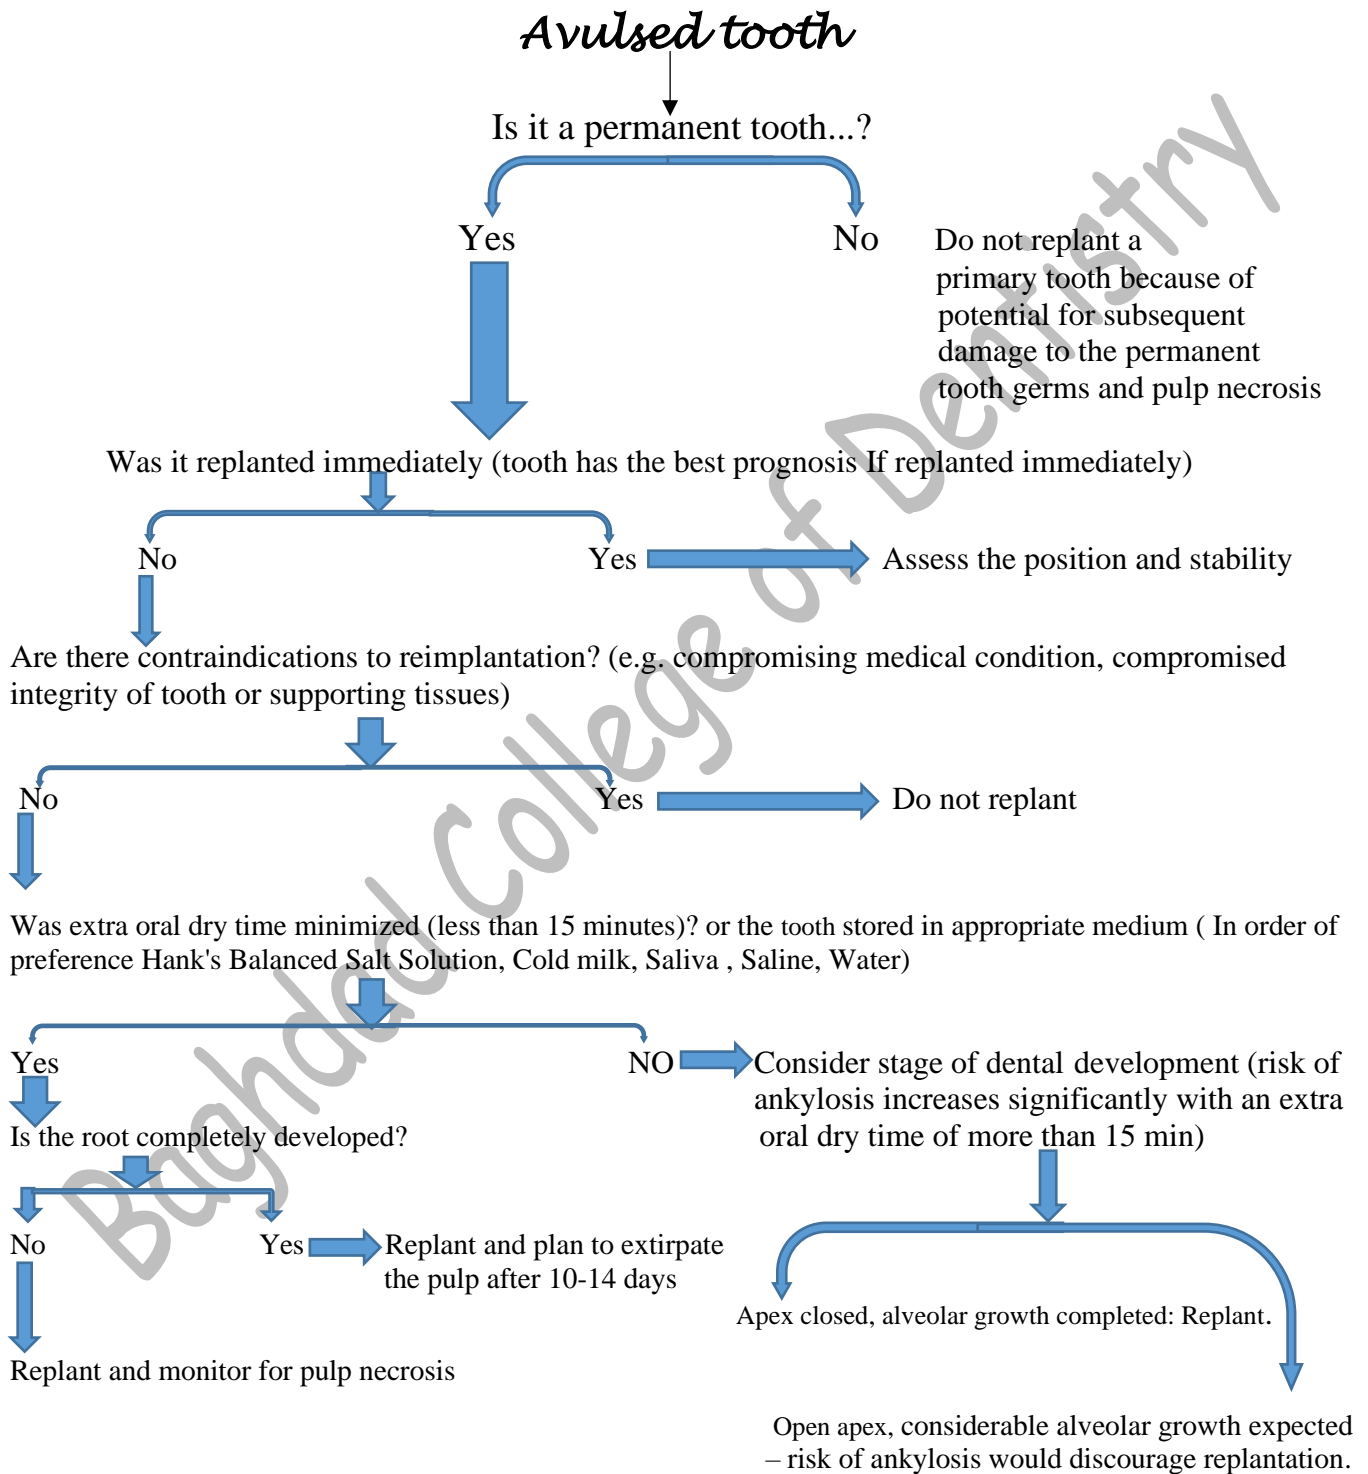 Avulsed tooth
Is it a permanent tooth...?
Yes
No
Do not replant a
primary tooth because of
potential for subsequent
damage to the permanent
tooth germs and pulp necrosis
Was it replanted immediately (tooth has the best prognosis If replanted immediately)
No
Yes
Assess the position and stability
Are there contraindications to reimplantation? (e.g. compromising medical condition, compromised
integrity of tooth or supporting tissues)
No
Yes
Do not replant
Was extra oral dry time minimized (less than 15 minutes)? or the tooth stored in appropriate medium ( In order of
preference Hank's Balanced Salt Solution, Cold milk, Saliva , Saline, Water)
Yes
NO
Consider stage of dental development (risk of
ankylosis increases significantly with an extra
oral dry time of more than 15 min)
Is the root completely developed?
No
Yes
Replant and plan to extirpate
the pulp after 10-14 days
Replant and monitor for pulp necrosis
Apex closed, alveolar growth completed: Replant.
Open apex, considerable alveolar growth expected
– risk of ankylosis would discourage replantation.
Baghdad College of Dentistry